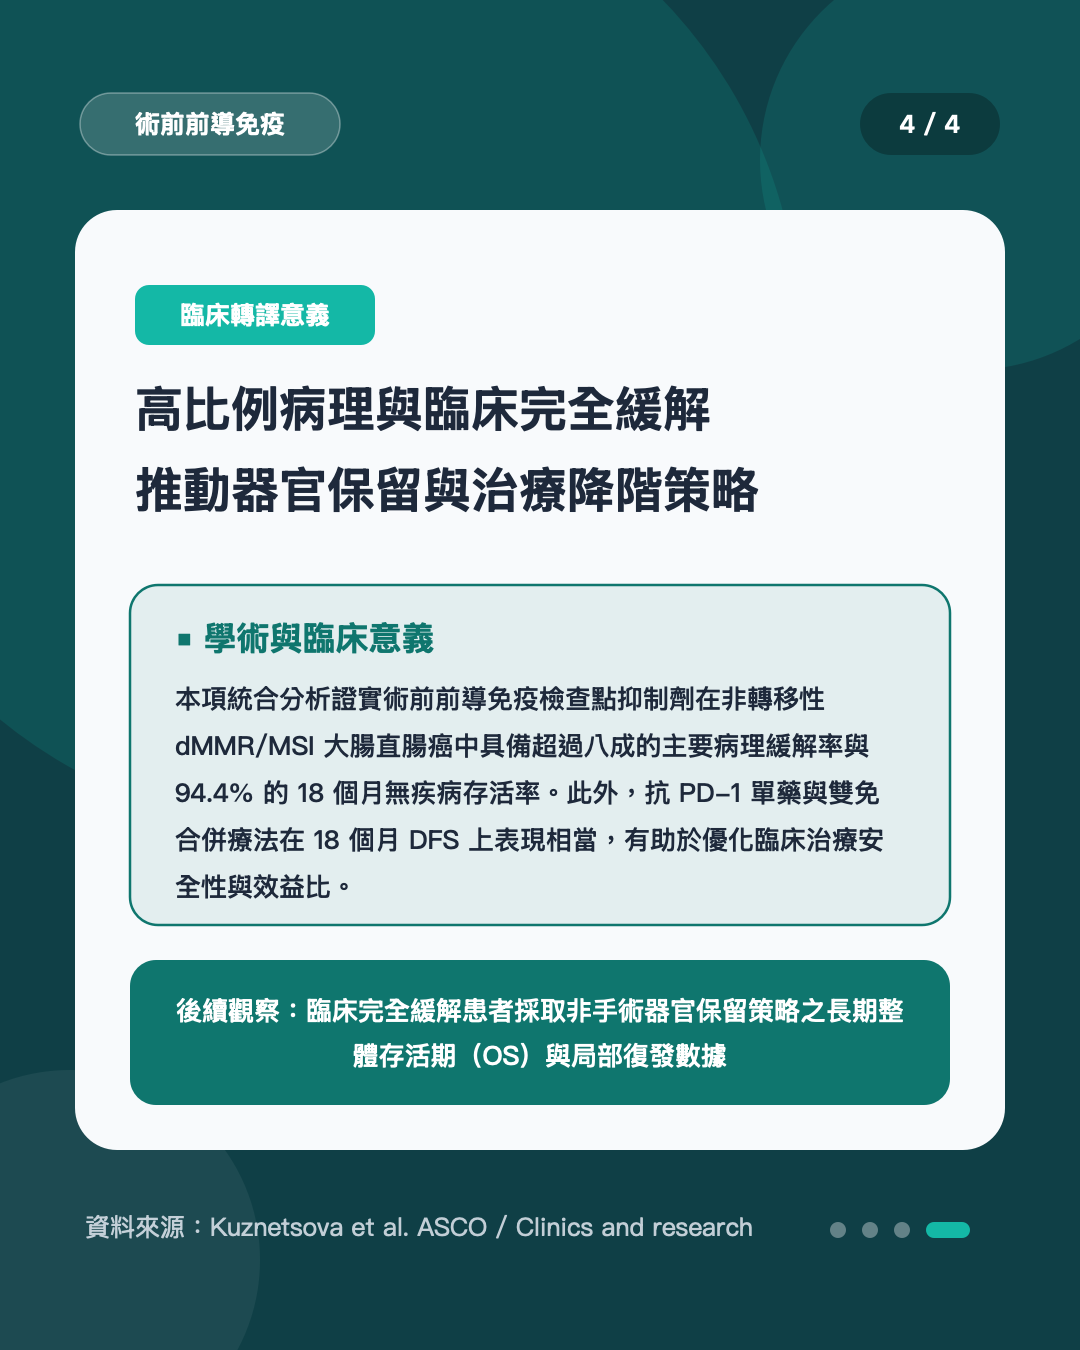 術前前導免疫
4 / 4
臨床轉譯意義
高比例病理與臨床完全緩解
推動器官保留與治療降階策略
▪ 學術與臨床意義
本項統合分析證實術前前導免疫檢查點抑制劑在非轉移性
dMMR/MSI 大腸直腸癌中具備超過八成的主要病理緩解率與
94.4% 的 18 個月無疾病存活率。此外，抗 PD-1 單藥與雙免
合併療法在 18 個月 DFS 上表現相當，有助於優化臨床治療安
全性與效益比。
後續觀察：臨床完全緩解患者採取非手術器官保留策略之長期整
體存活期（OS）與局部復發數據
資料來源：Kuznetsova et al. ASCO / Clinics and research